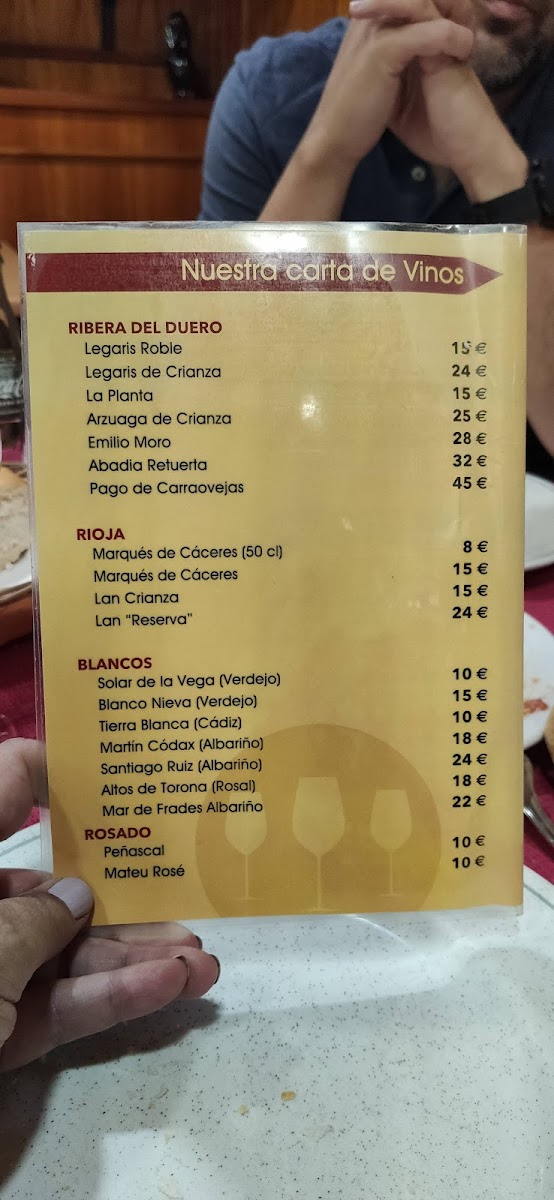 Nuestra carta de Vinos
RIBERA DEL DUERO
Legaris Roble 15 €
Legaris de Crianza 24 €
La Planta 15 €
Arzuaga de Crianza 25 €
Emilio Moro 28 €
Abadia Retuerta 32 €
Pago de Carraovejas 45 €
RIOJA
Marqués de Cáceres (50 cl) 8 €
Marqués de Cáceres 15 €
Lan Crianza 15 €
Lan "Reserva" 24 €
BLANCOS
Solar de la Vega (Verdejo) 10 €
Blanco Nieva (Verdejo) 15 €
Tierra Blanca (Cádiz) 10 €
Martín Códax (Albariño) 18 €
Santiago Ruiz (Albariño) 24 €
Altos de Torona (Rosal) 18 €
Mar de Frades Albariño 22 €
ROSADO
Peñascal 10 €
Mateu Rosé 10 €